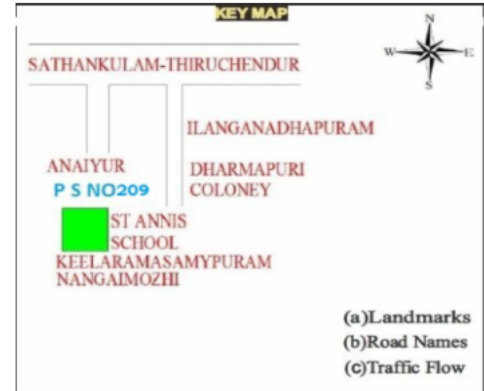 KEY MAP
N
W
E
S
SATHANKULAM-THIRUCHENDUR
ILANGANADHAPURAM
ANAIYUR
DHARMAPURI
COLONEY
P S NO209
ST ANNIS
SCHOOL
KEELARAMASAMYPURAM
NANGAIMOZHI
(a)Landmarks
(b)Road Names
(c)Traffic Flow